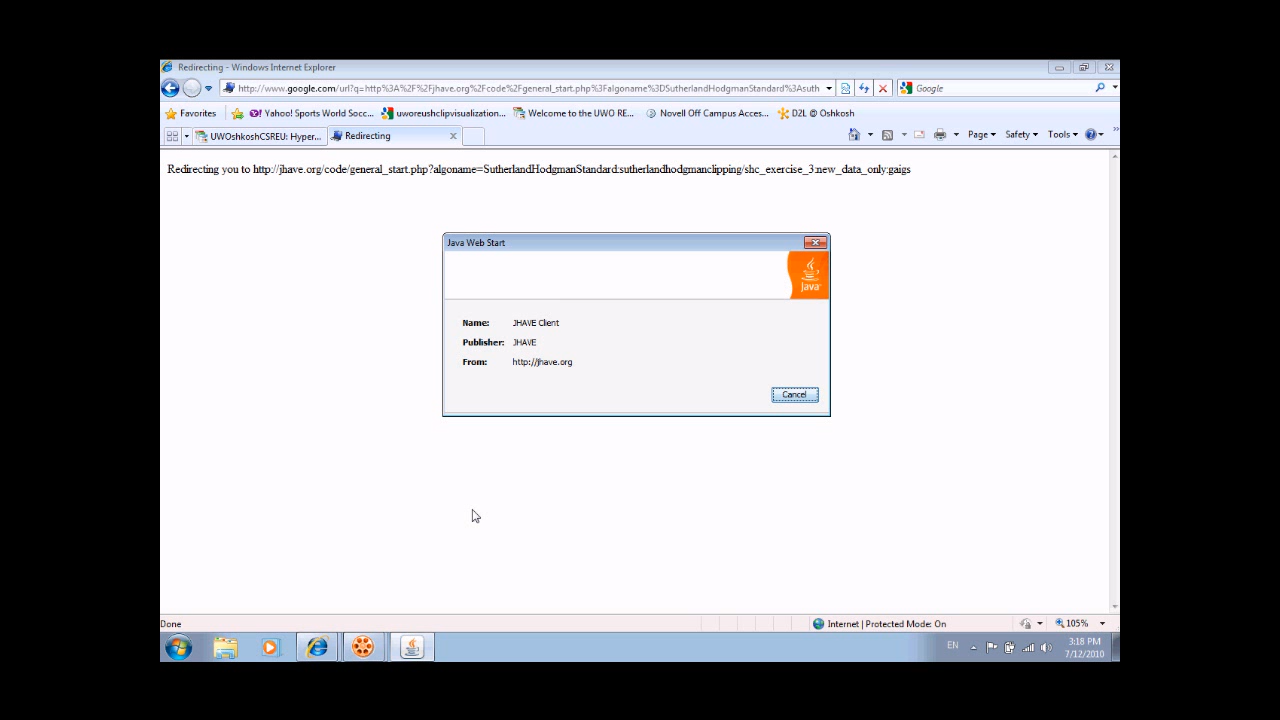 Redirecting - Windows Internet Explorer
http://www.google.com/url?q=http%3A%2F%2Fjhave.org%2Fcode%2Fgeneral_start.php%3Falgoname%3DSutherlandHodgmanStandard%3Asuth
Google
Favorites
Yahoo! Sports World Socc...
uworeushclipvisualization...
Welcome to the UWO RE...
Novell Off Campus Acces...
D2L @ Oshkosh
UWOshkoshCSREU: Hyper...
Redirecting
Page
Safety
Tools
Redirecting you to http://jhave.org/code/general_start.php?algoname=SutherlandHodgmanStandard:sutherlandhodgmanclipping/shc_exercise_3:new_data_only:gaigs
Java Web Start
Java
Name: JHAVE Client
Publisher: JHAVE
From: http://jhave.org
Cancel
Done
Internet | Protected Mode: On
105%
EN
3:18 PM
7/12/2010